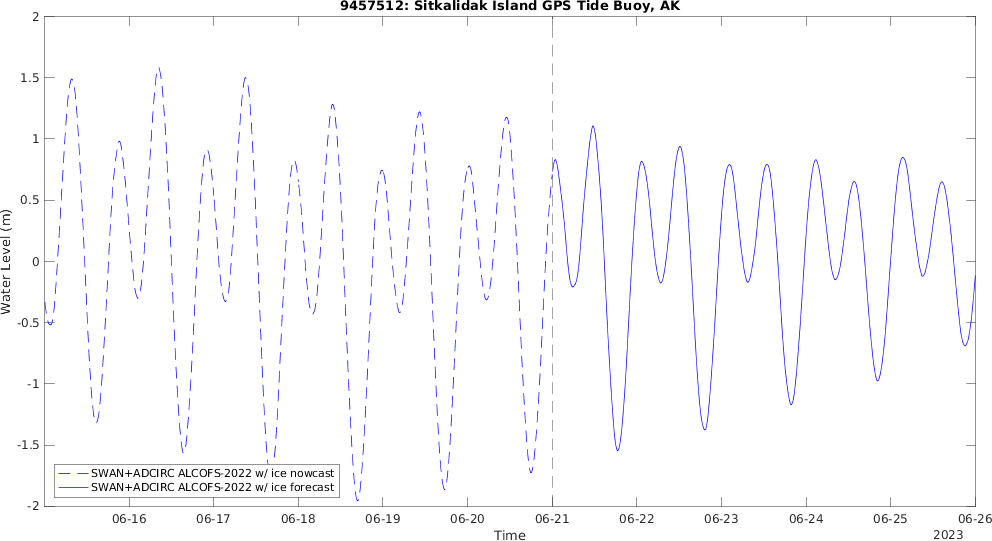 9457512: Sitkalidak Island GPS Tide Buoy, AK
Water Level (m)
2
1.5
1
0.5
0
-0.5
-1
-1.5
-2
SWAN+ADCIRC ALCOFS-2022 w/ ice nowcast
SWAN+ADCIRC ALCOFS-2022 w/ ice forecast
06-16 06-17 06-18 06-19 06-20 06-21 06-22 06-23 06-24 06-25 06-26
Time
2023